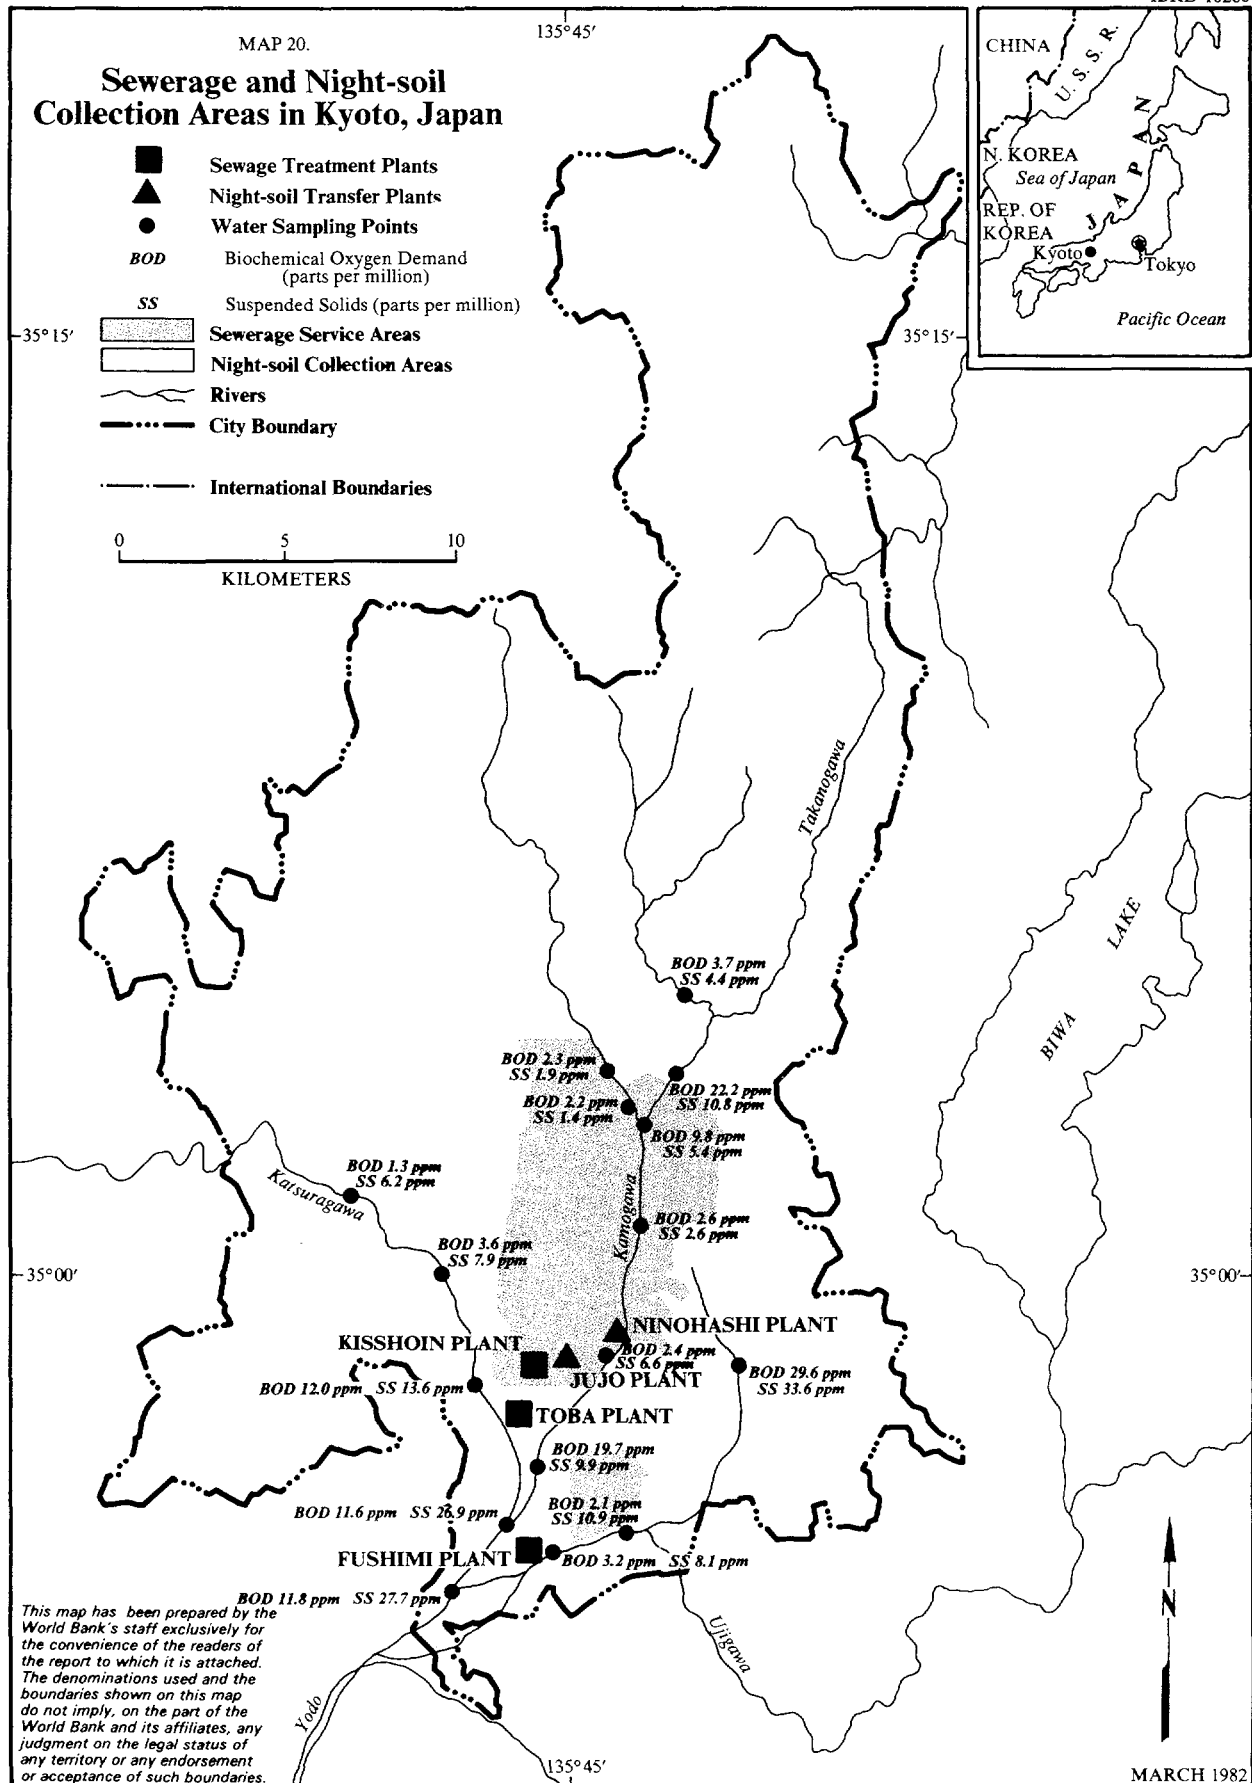 MAP 20.
Sewerage and Night-soil
Collection Areas in Kyoto, Japan
Sewage Treatment Plants
Night-soil Transfer Plants
Water Sampling Points
BOD Biochemical Oxygen Demand
(parts per million)
SS Suspended Solids (parts per million)
Sewerage Service Areas
Night-soil Collection Areas
Rivers
City Boundary
International Boundaries
0 5 10
KILOMETERS
135°45′
CHINA
U.S.S.R.
N. KOREA
Sea of Japan
JAPAN
REP. OF
KOREA
Kyoto
Tokyo
Pacific Ocean
35°15′
35°15′
Takanogawa
BIWA LAKE
BOD 3.7 ppm
SS 4.4 ppm
BOD 2.3 ppm
SS 1.9 ppm
BOD 22.2 ppm
SS 10.8 ppm
BOD 2.2 ppm
SS 1.4 ppm
BOD 9.8 ppm
SS 5.4 ppm
BOD 1.3 ppm
SS 6.2 ppm
Katsuragawa
Kamogawa
BOD 2.6 ppm
SS 2.6 ppm
BOD 3.6 ppm
SS 7.9 ppm
35°00′
35°00′
NINOHASHI PLANT
KISSHOIN PLANT
BOD 2.4 ppm
SS 6.6 ppm
JUJO PLANT
BOD 29.6 ppm
SS 33.6 ppm
BOD 12.0 ppm SS 13.6 ppm
TOBA PLANT
BOD 19.7 ppm
SS 9.9 ppm
BOD 2.1 ppm
SS 10.9 ppm
BOD 11.6 ppm SS 26.9 ppm
FUSHIMI PLANT
BOD 3.2 ppm SS 8.1 ppm
BOD 11.8 ppm SS 27.7 ppm
Ujigawa
Yodo
N
This map has been prepared by the
World Bank's staff exclusively for
the convenience of the readers of
the report to which it is attached.
The denominations used and the
boundaries shown on this map
do not imply, on the part of the
World Bank and its affiliates, any
judgment on the legal status of
any territory or any endorsement
or acceptance of such boundaries.
135°45′
MARCH 1982